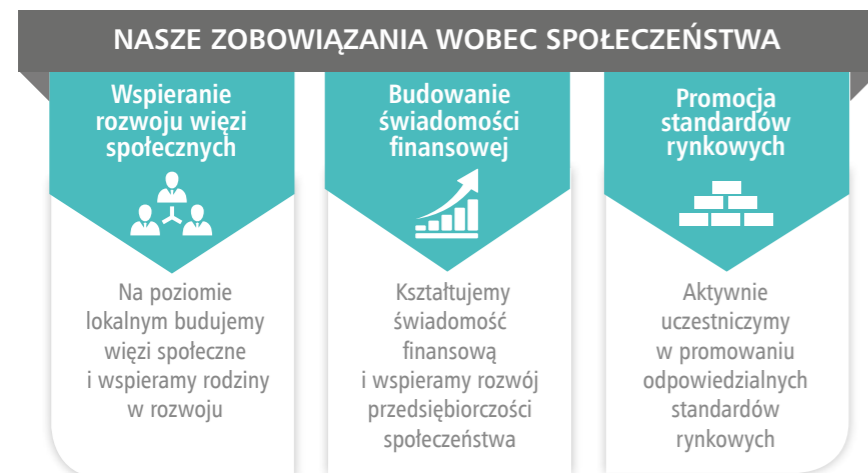 NASZE ZOBOWIĄZANIA WOBEC SPOŁECZEŃSTWA
Wspieranie
rozwoju więzi
społecznych
Na poziomie
lokalnym budujemy
więzi społeczne
i wspieramy rodziny
w rozwoju
Budowanie
świadomości
finansowej
Kształtujemy
świadomość
finansową
i wspieramy rozwój
przedsiębiorczości
społeczeństwa
Promocja
standardów
rynkowych
Aktywnie
uczestniczymy
w promowaniu
odpowiedzialnych
standardów
rynkowych